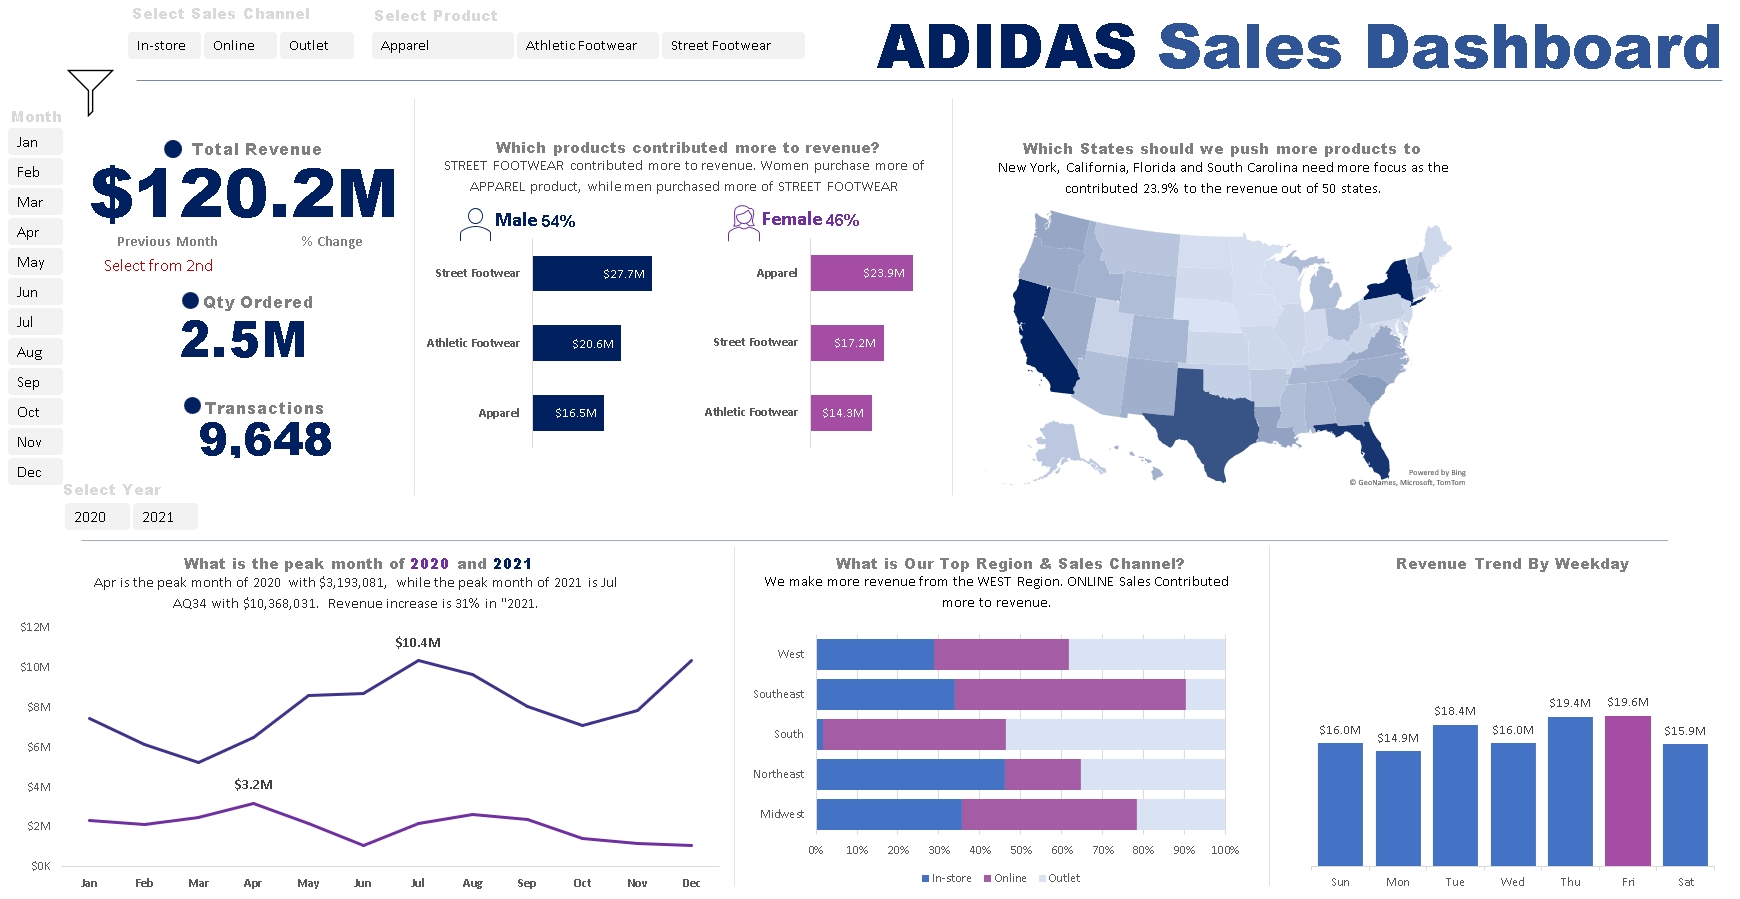 Select Sales Channel
In-store
Online
Outlet
Select Product
Apparel
Athletic Footwear
Street Footwear
ADIDAS Sales Dashboard
Month
Jan
Feb
Mar
Apr
May
Jun
Jul
Aug
Sep
Oct
Nov
Dec
Select Year
2020
2021
Total Revenue
$120.2M
Previous Month
% Change
Select from 2nd
Qty Ordered
2.5M
Transactions
9,648
Which products contributed more to revenue?
STREET FOOTWEAR contributed more to revenue. Women purchase more of
APPAREL product, while men purchased more of STREET FOOTWEAR
Male 54%
Street Footwear
$27.7M
Athletic Footwear
$20.6M
Apparel
$16.5M
Female 46%
Apparel
$23.9M
Street Footwear
$17.2M
Athletic Footwear
$14.3M
Which States should we push more products to
New York, California, Florida and South Carolina need more focus as the
contributed 23.9% to the revenue out of 50 states.
Powered by Bing
© GeoNames, Microsoft, TomTom
What is the peak month of 2020 and 2021
Apr is the peak month of 2020 with $3,193,081, while the peak month of 2021 is Jul
AQ34 with $10,368,031. Revenue increase is 31% in "2021.
$12M
$10M
$8M
$6M
$4M
$2M
$0K
$10.4M
$3.2M
Jan
Feb
Mar
Apr
May
Jun
Jul
Aug
Sep
Oct
Nov
Dec
What is Our Top Region & Sales Channel?
We make more revenue from the WEST Region. ONLINE Sales Contributed
more to revenue.
West
Southeast
South
Northeast
Midwest
0%
10%
20%
30%
40%
50%
60%
70%
80%
90%
100%
In-store
Online
Outlet
Revenue Trend By Weekday
$16.0M
$14.9M
$18.4M
$16.0M
$19.4M
$19.6M
$15.9M
Sun
Mon
Tue
Wed
Thu
Fri
Sat